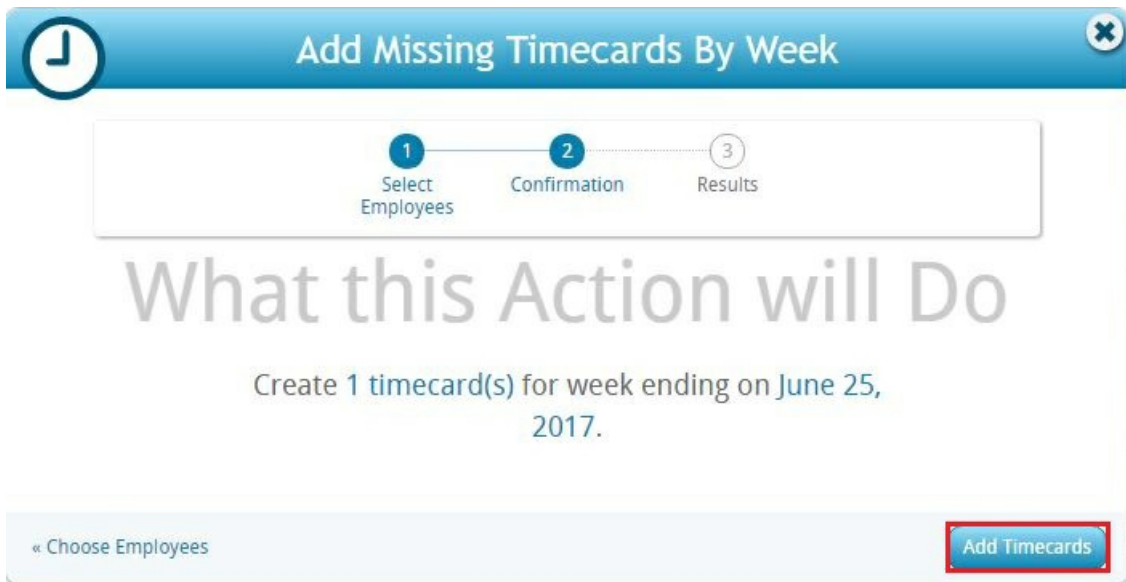 Add Missing Timecards By Week
1
2
3
Select
Employees
Confirmation
Results
What this Action will Do
Create 1 timecard(s) for week ending on June 25,
2017.
« Choose Employees
Add Timecards